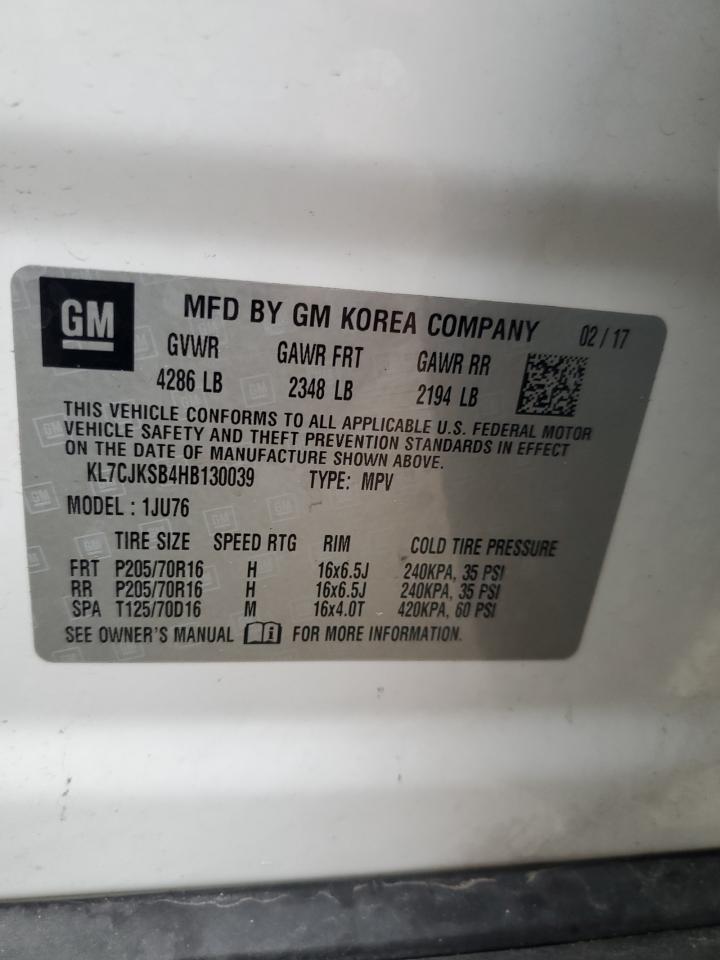 GM
MFD BY GM KOREA COMPANY 02/17
GVWR GAWR FRT GAWR RR
4286 LB 2348 LB 2194 LB
THIS VEHICLE CONFORMS TO ALL APPLICABLE U.S. FEDERAL MOTOR
VEHICLE SAFETY AND THEFT PREVENTION STANDARDS IN EFFECT
ON THE DATE OF MANUFACTURE SHOWN ABOVE.
KL7CJKSB4HB130039 TYPE: MPV
MODEL : 1JU76
TIRE SIZE SPEED RTG RIM COLD TIRE PRESSURE
FRT P205/70R16 H 16x6.5J 240KPA, 35 PSI
RR P205/70R16 H 16x6.5J 240KPA, 35 PSI
SPA T125/70D16 M 16x4.0T 420KPA, 60 PSI
SEE OWNER'S MANUAL i FOR MORE INFORMATION.